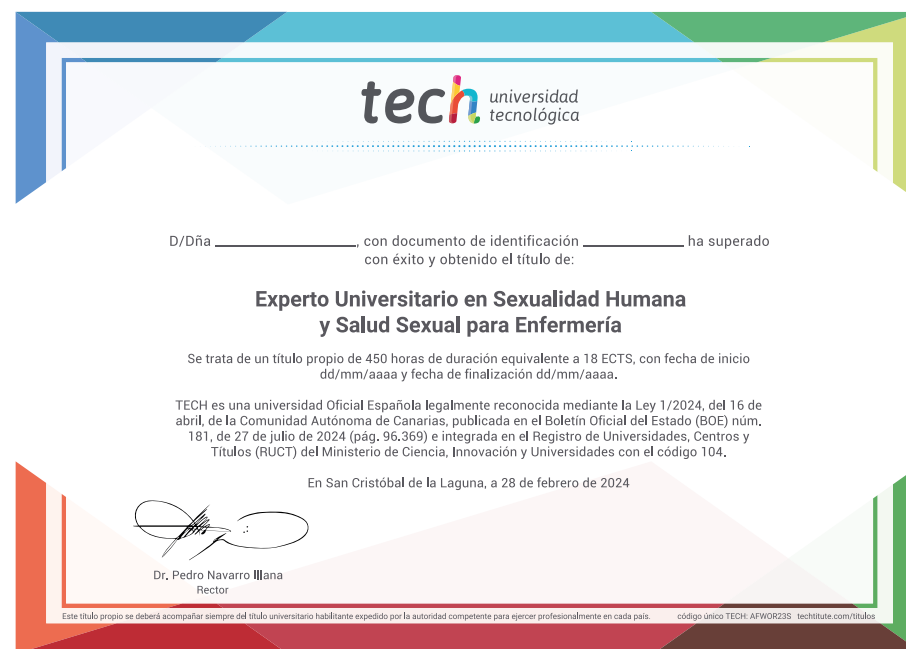 tech universidad
tecnológica
D/Dña ____________, con documento de identificación ____________ ha superado
con éxito y obtenido el título de:
Experto Universitario en Sexualidad Humana
y Salud Sexual para Enfermería
Se trata de un título propio de 450 horas de duración equivalente a 18 ECTS, con fecha de inicio
dd/mm/aaaa y fecha de finalización dd/mm/aaaa.
TECH es una universidad Oficial Española legalmente reconocida mediante la Ley 1/2024, del 16 de
abril, de la Comunidad Autónoma de Canarias, publicada en el Boletín Oficial del Estado (BOE) núm.
181, de 27 de julio de 2024 (pág. 96.369) e integrada en el Registro de Universidades, Centros y
Títulos (RUCT) del Ministerio de Ciencia, Innovación y Universidades con el código 104.
En San Cristóbal de la Laguna, a 28 de febrero de 2024
Dr. Pedro Navarro Illana
Rector
Este título propio se deberá acompañar siempre del título universitario habilitante expedido por la autoridad competente para ejercer profesionalmente en cada país. código único TECH: AFWOR23S techtitute.com/titulos